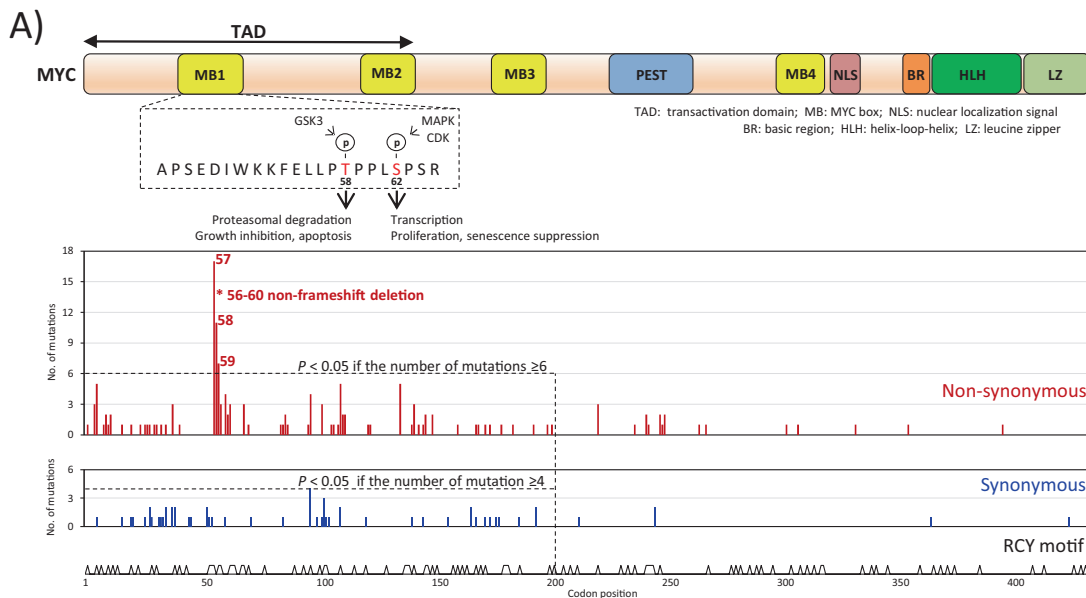 A)
TAD
MYC
MB1 MB2 MB3 PEST MB4 NLS BR HLH LZ
TAD: transactivation domain; MB: MYC box; NLS: nuclear localization signal
BR: basic region; HLH: helix-loop-helix; LZ: leucine zipper
GSK3 MAPK
CDK
p p
A P S E D I W K K F E L L P T P P L S P S R
58 62
Proteasomal degradation Transcription
Growth inhibition, apoptosis Proliferation, senescence suppression
No. of mutations
18
15
12
9
6
3
0
57
* 56-60 non-frameshift deletion
58
59
P < 0.05 if the number of mutations ≥6
Non-synonymous
No. of mutations
6
3
0
P < 0.05 if the number of mutation ≥4
Synonymous
RCY motif
1 50 100 150 200 250 300 350 400
Codon position